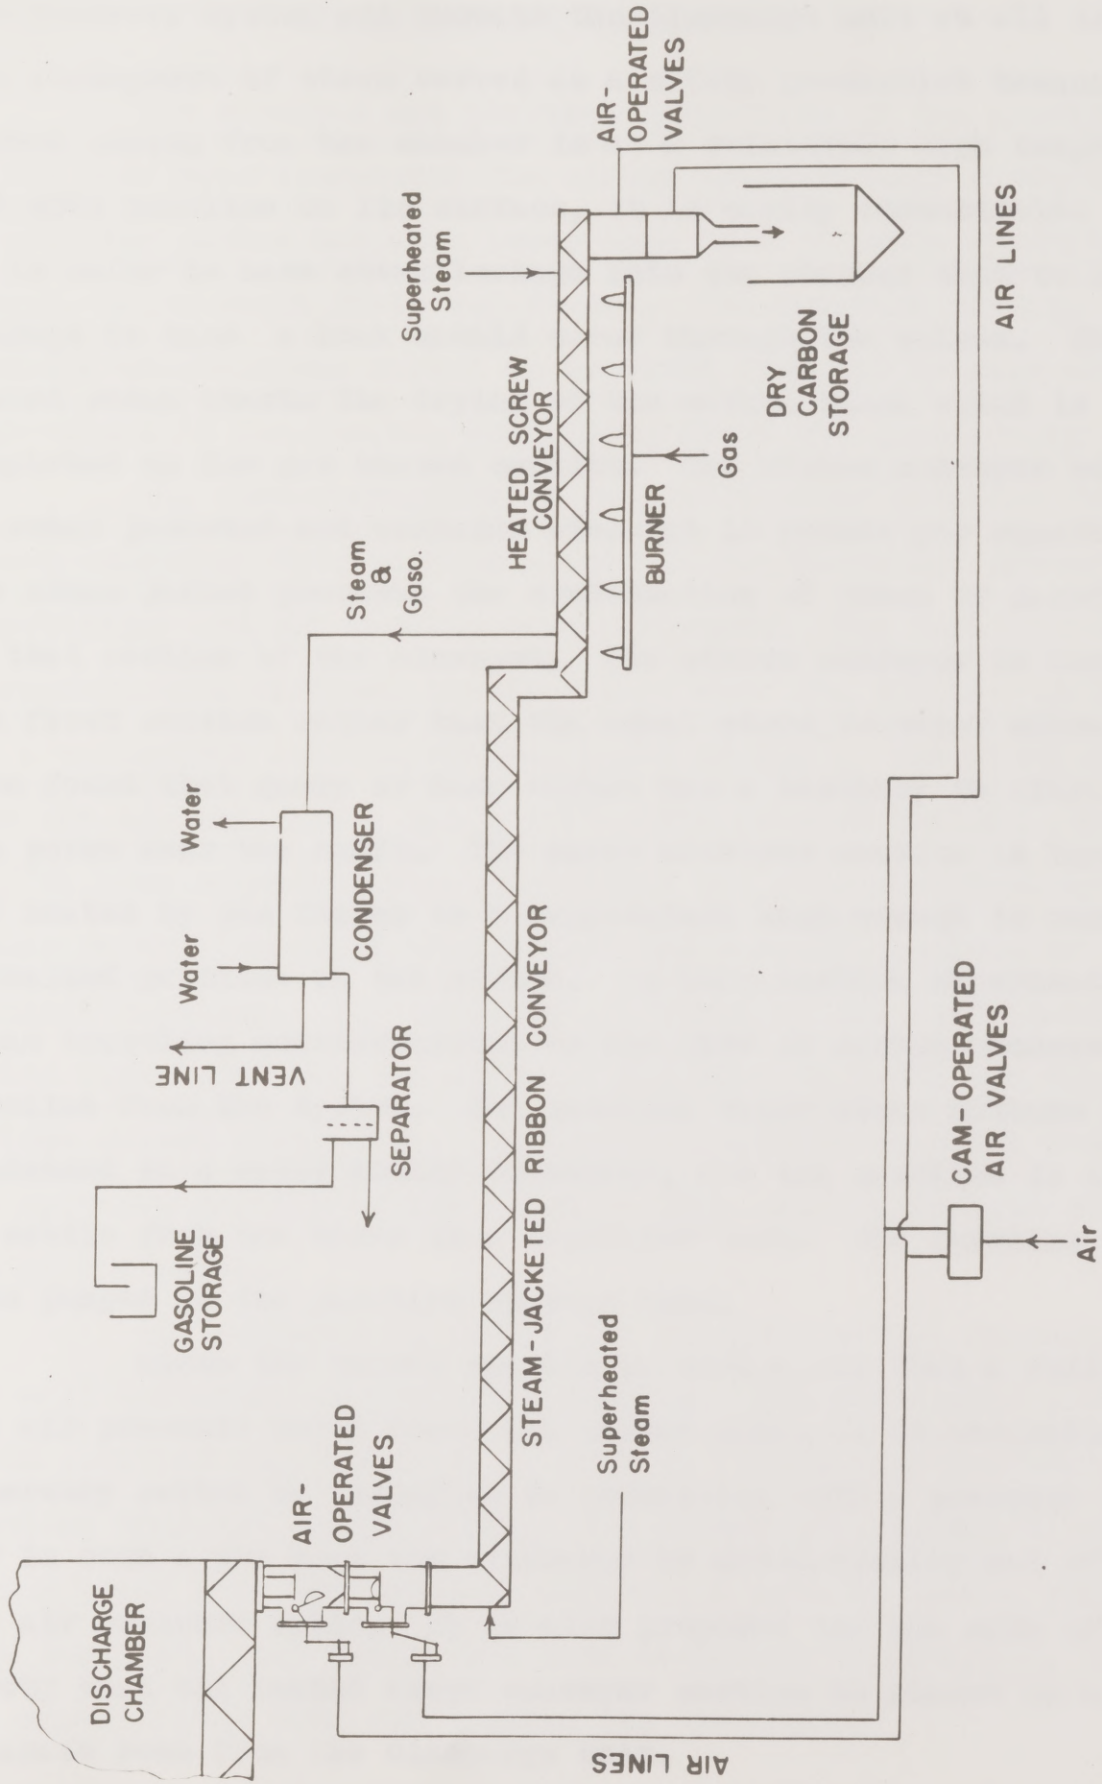 DISCHARGE
CHAMBER
AIR-
OPERATED
VALVES
AIR LINES
Superheated
Steam
GASOLINE
STORAGE
SEPARATOR
VENT LINE
Water
Water
CONDENSER
STEAM-JACKETED RIBBON CONVEYOR
Steam
&
Gaso.
HEATED SCREW
CONVEYOR
Superheated
Steam
BURNER
Gas
AIR-
OPERATED
VALVES
DRY
CARBON
STORAGE
AIR LINES
CAM-OPERATED
AIR VALVES
Air